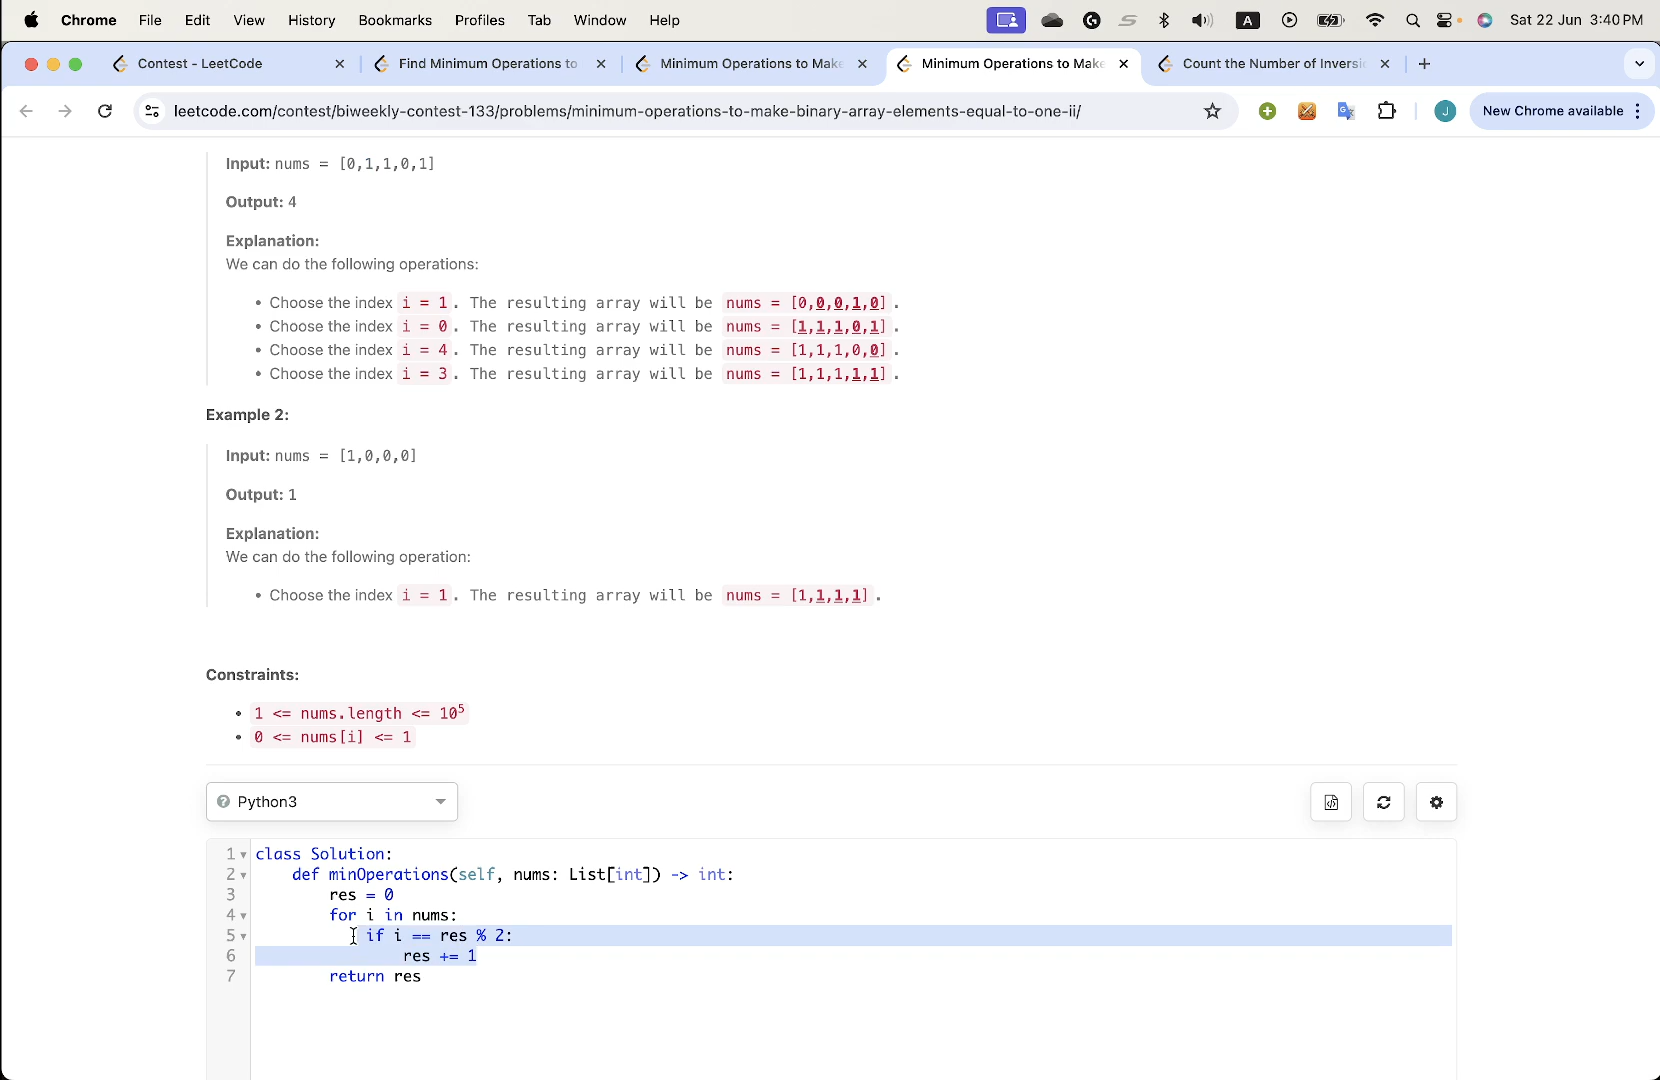 Chrome File Edit View History Bookmarks Profiles Tab Window Help A Sat 22 Jun 3:40 PM
Contest - LeetCode Find Minimum Operations to Minimum Operations to Make Minimum Operations to Make Count the Number of Inversi
leetcode.com/contest/biweekly-contest-133/problems/minimum-operations-to-make-binary-array-elements-equal-to-one-ii/ J New Chrome available
Input: nums = [0,1,1,0,1]
Output: 4
Explanation:
We can do the following operations:
• Choose the index i = 1. The resulting array will be nums = [0,0,0,1,0].
• Choose the index i = 0. The resulting array will be nums = [1,1,1,0,1].
• Choose the index i = 4. The resulting array will be nums = [1,1,1,0,0].
• Choose the index i = 3. The resulting array will be nums = [1,1,1,1,1].
Example 2:
Input: nums = [1,0,0,0]
Output: 1
Explanation:
We can do the following operation:
• Choose the index i = 1. The resulting array will be nums = [1,1,1,1].
Constraints:
• 1 <= nums.length <= 10⁵
• 0 <= nums[i] <= 1
Python3
1 class Solution:
2 def minOperations(self, nums: List[int]) -> int:
3 res = 0
4 for i in nums:
5 if i == res % 2:
6 res += 1
7 return res